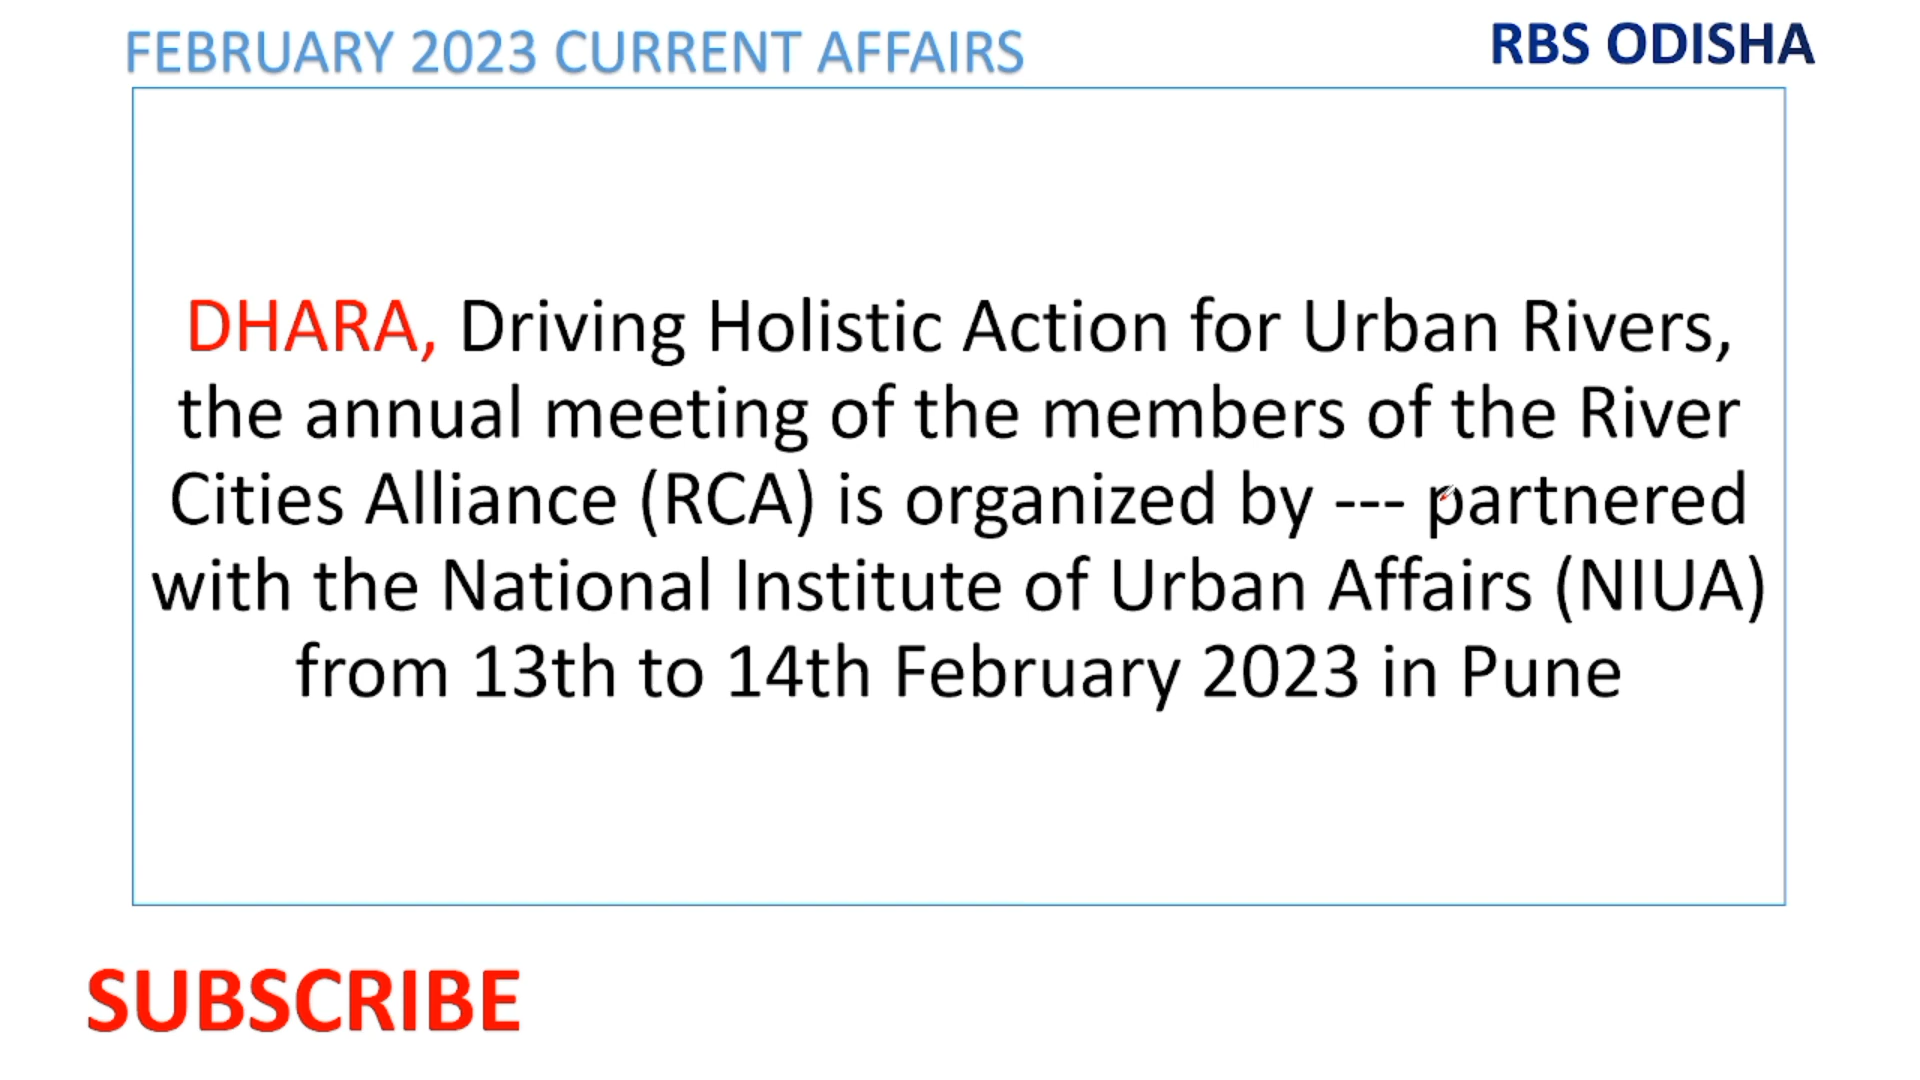 FEBRUARY 2023 CURRENT AFFAIRS
RBS ODISHA
DHARA, Driving Holistic Action for Urban Rivers,
the annual meeting of the members of the River
Cities Alliance (RCA) is organized by --- partnered
with the National Institute of Urban Affairs (NIUA)
from 13th to 14th February 2023 in Pune
SUBSCRIBE